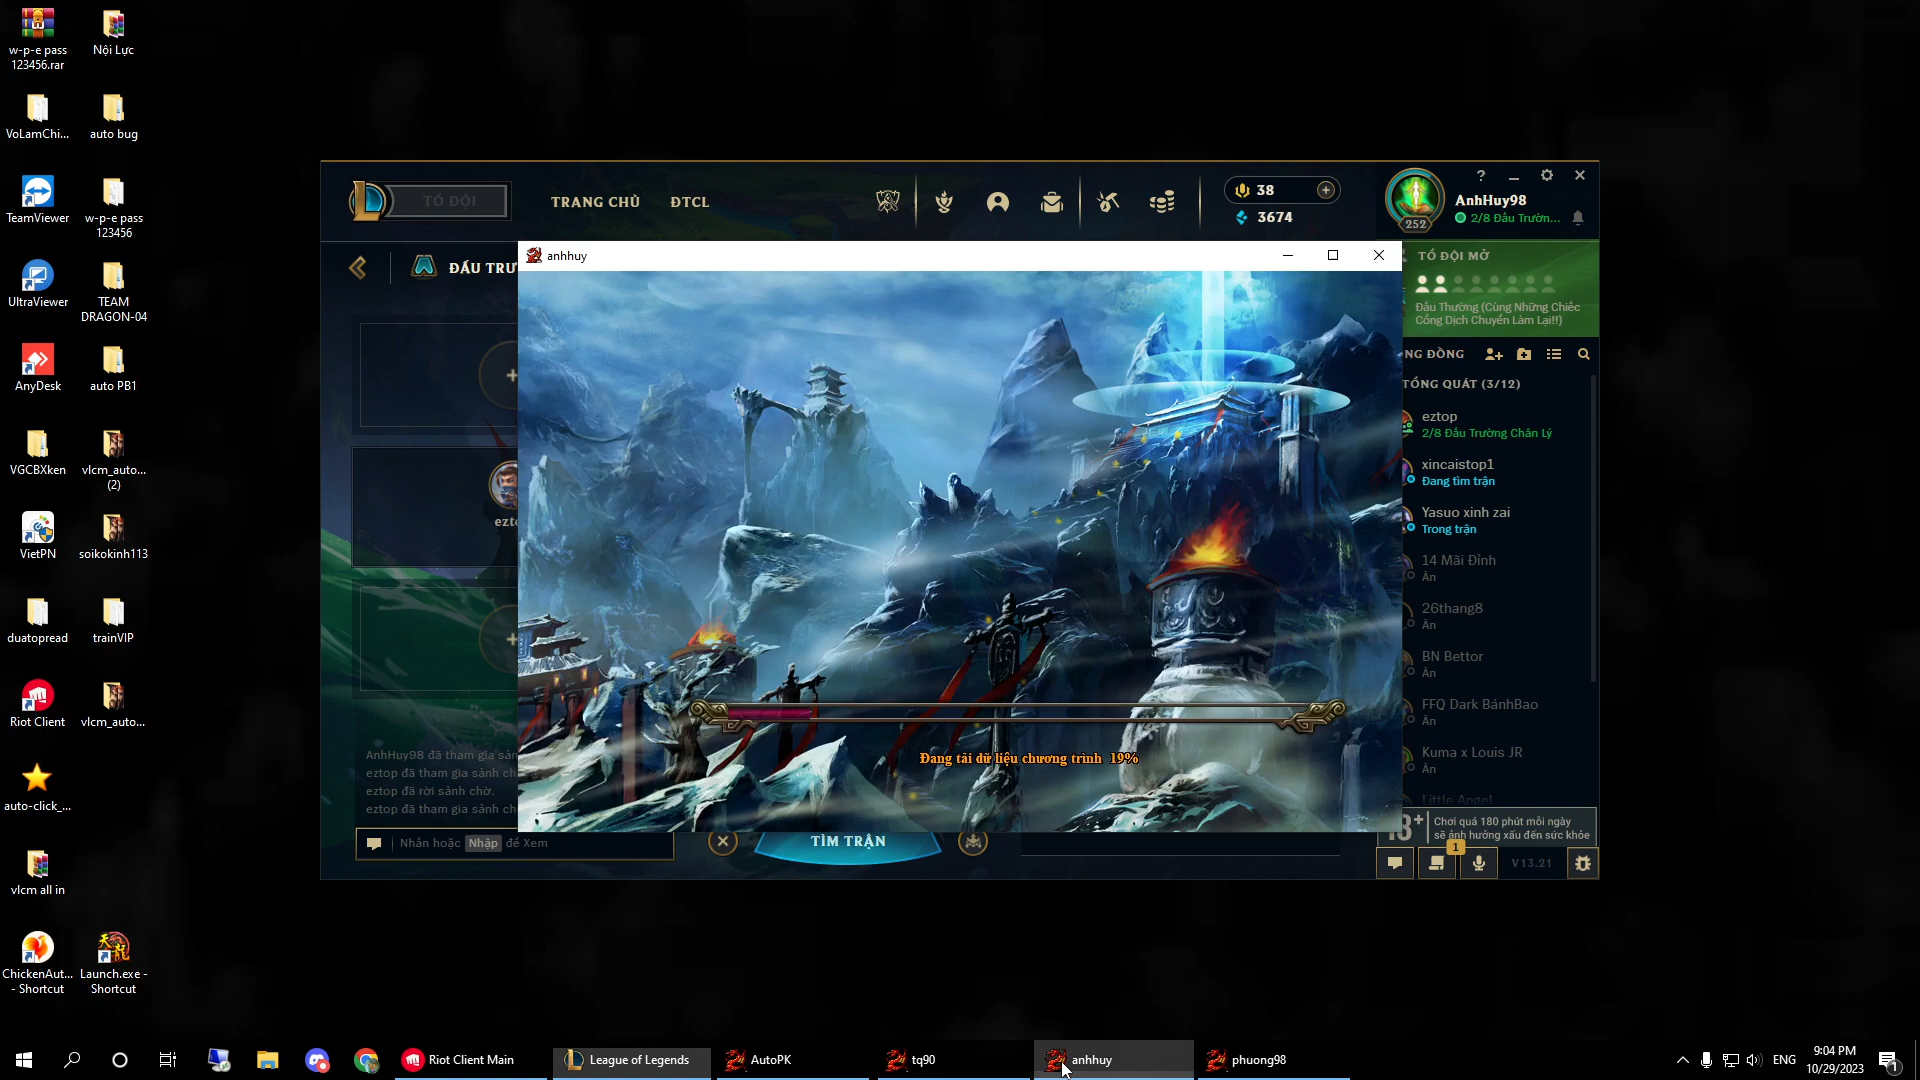 w-p-e pass
123456.rar
Nội Lực
VoLamChi...
auto bug
TeamViewer
w-p-e pass
123456
UltraViewer
TEAM
DRAGON-04
AnyDesk
auto PB1
VGCBXken
vlcm_auto...
(2)
VietPN
soikokinh113
duatopread
trainVIP
Riot Client
vlcm_auto...
auto-click_...
vlcm all in
ChickenAut...
- Shortcut
Launch.exe -
Shortcut
TỔ ĐỘI
TRANG CHỦ
ĐTCL
38
3674
252
AnhHuy98
2/8 Đấu Trườn...
ĐẤU TRƯ
anhhuy
TỔ ĐỘI MỞ
Đấu Thường (Cùng Những Chiếc
Cổng Dịch Chuyển Làm Lại!!)
NG ĐỒNG
TỔNG QUÁT (3/12)
eztop
2/8 Đấu Trường Chân Lý
xincaistop1
Đang tìm trận
Yasuo xinh zai
Trong trận
14 Mãi Đỉnh
Ẩn
26thang8
Ẩn
BN Bettor
Ẩn
FFQ Dark BánhBao
Ẩn
Kuma x Louis JR
Ẩn
Little Angel
ezto
AnhHuy98 đã tham gia sản
eztop đã tham gia sảnh ch
eztop đã rời sảnh chờ.
eztop đã tham gia sảnh ch
Đang tải dữ liệu chương trình 19%
Nhấn hoặc Nhập để Xem
TÌM TRẬN
18+
Chơi quá 180 phút mỗi ngày
sẽ ảnh hưởng xấu đến sức khỏe
1
V13.21
Riot Client Main
League of Legends
AutoPK
tq90
anhhuy
phuong98
ENG
9:04 PM
10/29/2023
1